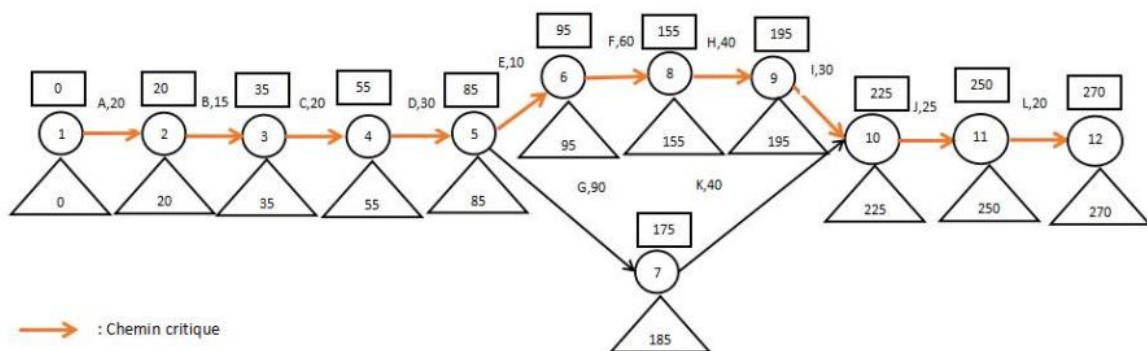 95 F,60 155 H,40 195
E,10 6 8 9 I,30
0 20 35 55 85 225 J,25 250 L,20 270
A,20 B,15 C,20 D,30
1 2 3 4 5 10 11 12
95 155 195
0 20 35 55 85 G,90 K,40 225 250 270
175
7
: Chemin critique
185